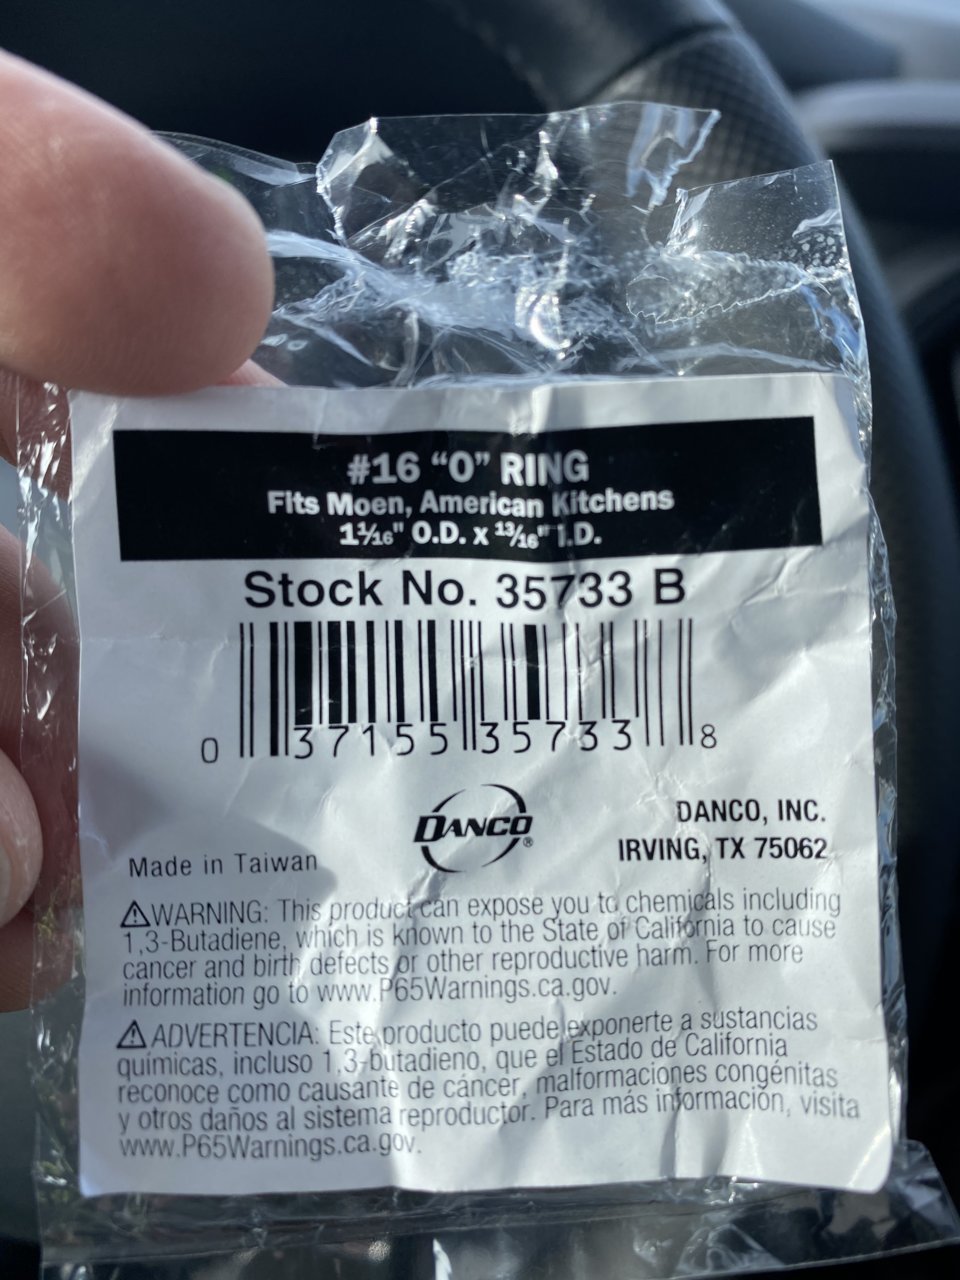 #16 “O” RING
Fits Moen, American Kitchens
1 1/16" O.D. x 13/16" I.D.
Stock No. 35733 B
0 37155 35733 8
DANCO®
DANCO, INC.
IRVING, TX 75062
Made in Taiwan
⚠WARNING: This product can expose you to chemicals including
1,3-Butadiene, which is known to the State of California to cause
cancer and birth defects or other reproductive harm. For more
information go to www.P65Warnings.ca.gov.
⚠ADVERTENCIA: Este producto puede exponerte a sustancias
químicas, incluso 1,3-butadieno, que el Estado de California
reconoce como causante de cáncer, malformaciones congénitas
y otros daños al sistema reproductor. Para más información, visita
www.P65Warnings.ca.gov.